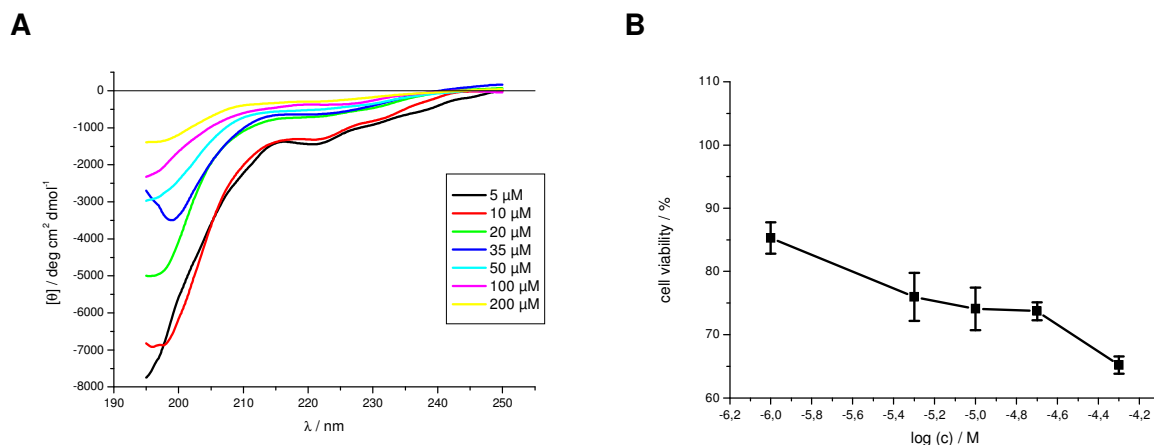 A
B
[θ] / deg cm² dmol⁻¹
0
-1000
-2000
-3000
-4000
-5000
-6000
-7000
-8000
190 200 210 220 230 240 250
λ / nm
5 µM
10 µM
20 µM
35 µM
50 µM
100 µM
200 µM
cell viability / %
110
100
90
80
70
60
-6,2 -6,0 -5,8 -5,6 -5,4 -5,2 -5,0 -4,8 -4,6 -4,4 -4,2
log (c) / M